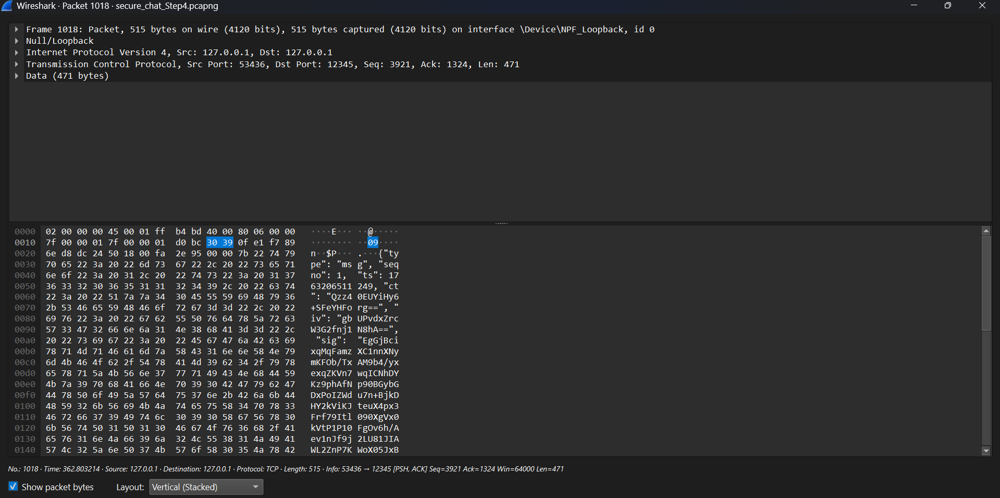 Wireshark · Packet 1018 · secure_chat_Step4.pcapng
Frame 1018: Packet, 515 bytes on wire (4120 bits), 515 bytes captured (4120 bits) on interface \Device\NPF_Loopback, id 0
Null/Loopback
Internet Protocol Version 4, Src: 127.0.0.1, Dst: 127.0.0.1
Transmission Control Protocol, Src Port: 53436, Dst Port: 12345, Seq: 3921, Ack: 1324, Len: 471
Data (471 bytes)
0000 02 00 00 00 45 00 01 ff b4 bd 40 00 80 06 00 00 ····E··· ··@·····
0010 7f 00 00 01 7f 00 00 01 d0 bc 30 39 0f e1 f7 89 ········ ··09····
0020 6e d8 dc 24 50 18 00 fa 2e 95 00 00 7b 22 74 79 n··$P··· .···{"ty
0030 70 65 22 3a 20 22 6d 73 67 22 2c 20 22 73 65 71 pe": "ms g", "seq
0040 6e 6f 22 3a 20 31 2c 20 22 74 73 22 3a 20 31 37 no": 1, "ts": 17
0050 36 33 32 30 36 35 31 31 32 34 39 2c 20 22 63 74 63206511 249, "ct
0060 22 3a 20 22 51 7a 7a 34 30 45 55 59 69 48 79 36 ": "Qzz4 0EUYiHy6
0070 2b 53 46 65 59 48 46 6f 72 67 3d 3d 22 2c 20 22 +SFeYHFo rg==", "
0080 69 76 22 3a 20 22 67 62 55 50 76 64 78 5a 72 63 iv": "gb UPvdxZrc
0090 57 33 47 32 66 6e 6a 31 4e 38 68 41 3d 3d 22 2c W3G2fnj1 N8hA==",
00a0 20 22 73 69 67 22 3a 20 22 45 67 47 6a 42 63 69 "sig": "EgGjBci
00b0 78 71 4d 71 46 61 6d 7a 58 43 31 6e 6e 58 4e 79 xqMqFamz XC1nnXNy
00c0 6d 4b 46 4f 62 2f 54 78 41 4d 39 62 34 2f 79 78 mKFOb/Tx AM9b4/yx
00d0 65 78 71 5a 4b 56 6e 37 77 71 49 43 4e 68 44 59 exqZKVn7 wqICNhDY
00e0 4b 7a 39 70 68 41 66 4e 70 39 30 42 47 79 62 47 Kz9phAfN p90BGybG
00f0 44 78 50 6f 49 5a 57 64 75 37 6e 2b 42 6a 6b 44 DxPoIZWd u7n+BjkD
0100 48 59 32 6b 56 69 4b 4a 74 65 75 58 34 70 78 33 HY2kViKJ teuX4px3
0110 46 72 66 37 39 49 74 6c 30 39 30 58 67 56 78 30 Frf79Itl 090XgVx0
0120 6b 56 74 50 31 50 31 30 46 67 4f 76 36 68 2f 41 kVtP1P10 FgOv6h/A
0130 65 76 31 6e 4a 66 39 6a 32 4c 55 38 31 4a 49 41 ev1nJf9j 2LU81JIA
0140 57 4c 32 5a 6e 50 37 4b 57 6f 58 30 35 4a 78 42 WL2ZnP7K WoX05JxB
No.: 1018 · Time: 362.803214 · Source: 127.0.0.1 · Destination: 127.0.0.1 · Protocol: TCP · Length: 515 · Info: 53436 → 12345 [PSH, ACK] Seq=3921 Ack=1324 Win=64000 Len=471
Show packet bytes Layout: Vertical (Stacked)